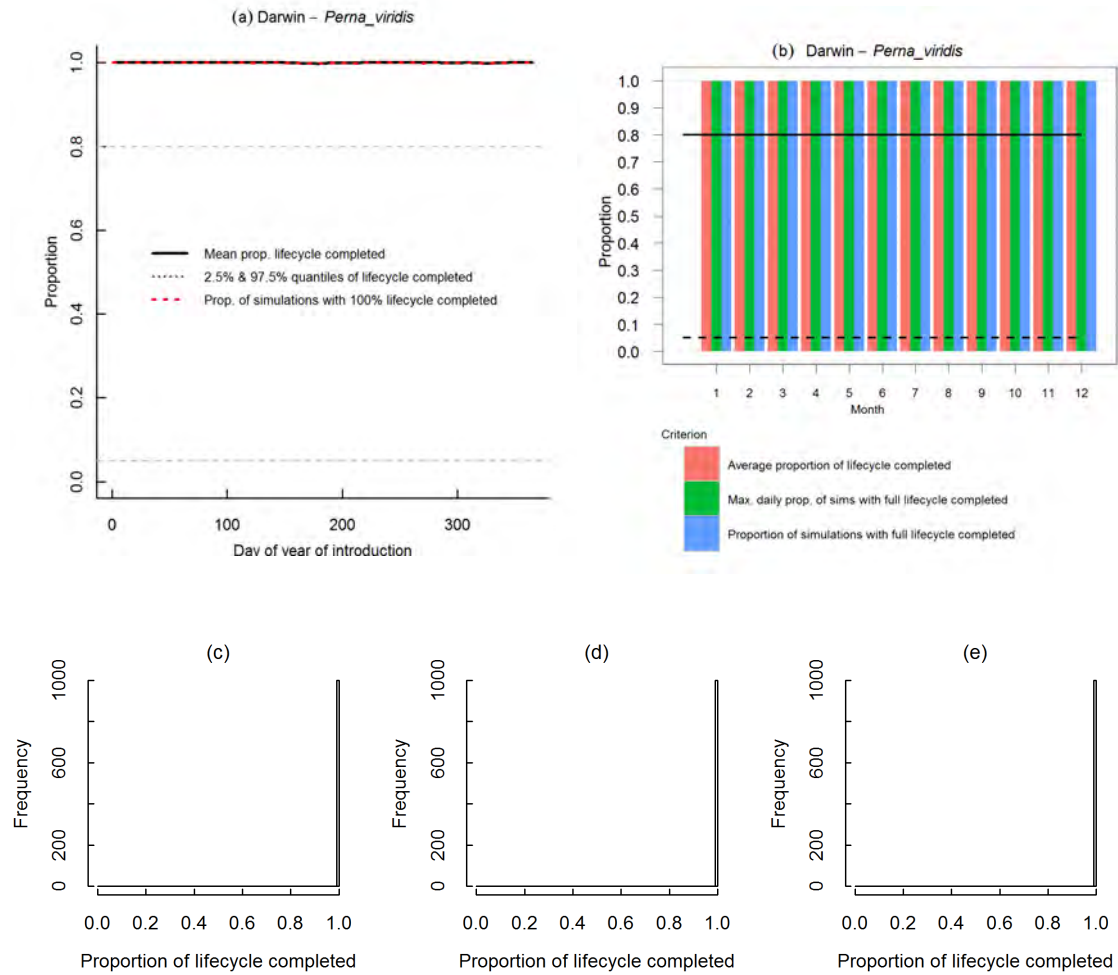 (a) Darwin – Perna_viridis
Proportion
1.0
0.8
0.6
0.4
0.2
0.0
Mean prop. lifecycle completed
2.5% & 97.5% quantiles of lifecycle completed
Prop. of simulations with 100% lifecycle completed
0 100 200 300
Day of year of introduction
(b) Darwin – Perna_viridis
Proportion
1.0
0.9
0.8
0.7
0.6
0.5
0.4
0.3
0.2
0.1
0.0
1 2 3 4 5 6 7 8 9 10 11 12
Month
Criterion
Average proportion of lifecycle completed
Max. daily prop. of sims with full lifecycle completed
Proportion of simulations with full lifecycle completed
(c)
Frequency
1000
600
200
0
0.0 0.2 0.4 0.6 0.8 1.0
Proportion of lifecycle completed
(d)
Frequency
1000
600
200
0
0.0 0.2 0.4 0.6 0.8 1.0
Proportion of lifecycle completed
(e)
Frequency
1000
600
200
0
0.0 0.2 0.4 0.6 0.8 1.0
Proportion of lifecycle completed